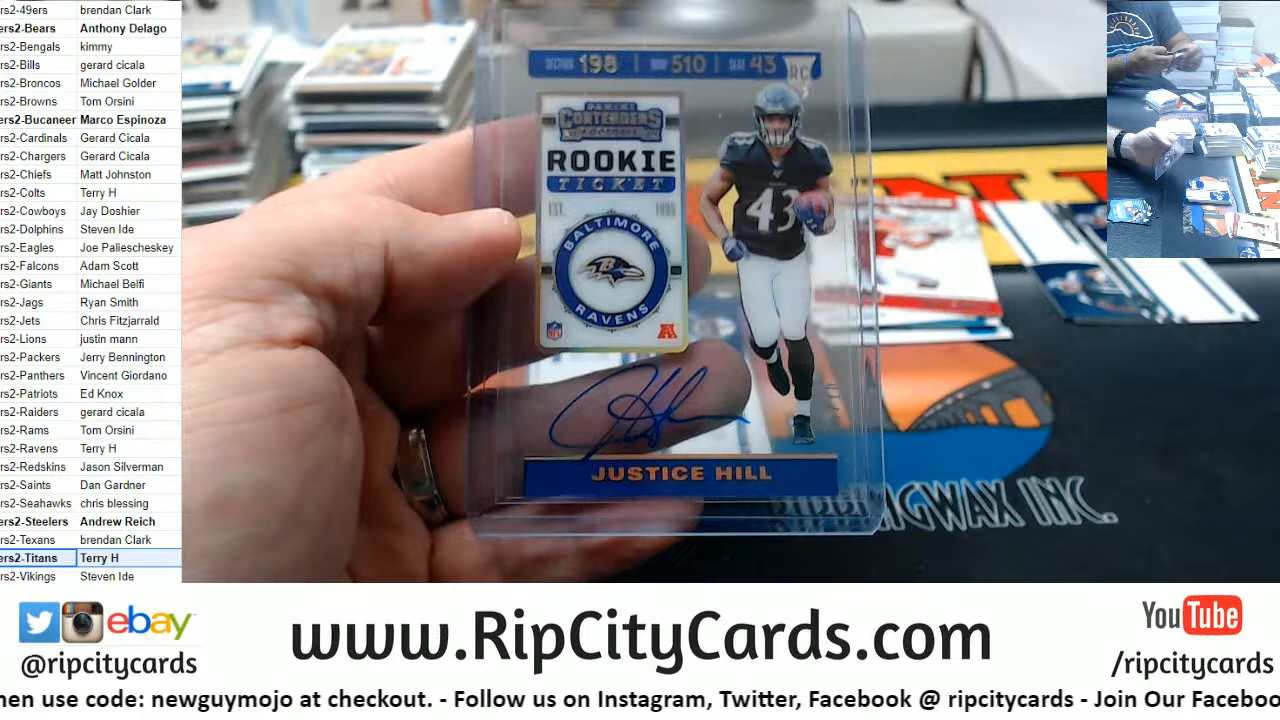 rs2-49ers brendan Clark
ers2-Bears Anthony Delago
rs2-Bengals kimmy
rs2-Bills gerard cicala
rs2-Broncos Michael Golder
rs2-Browns Tom Orsini
ers2-Bucaneer Marco Espinoza
rs2-Cardinals Gerard Cicala
rs2-Chargers Gerard Cicala
rs2-Chiefs Matt Johnston
rs2-Colts Terry H
rs2-Cowboys Jay Doshier
rs2-Dolphins Steven Ide
rs2-Eagles Joe Paliescheskey
rs2-Falcons Adam Scott
rs2-Giants Michael Belfi
rs2-Jags Ryan Smith
rs2-Jets Chris Fitzjarrald
rs2-Lions justin mann
rs2-Packers Jerry Bennington
rs2-Panthers Vincent Giordano
rs2-Patriots Ed Knox
rs2-Raiders gerard cicala
rs2-Rams Tom Orsini
rs2-Ravens Terry H
rs2-Redskins Jason Silverman
rs2-Saints Dan Gardner
rs2-Seahawks chris blessing
ers2-Steelers Andrew Reich
rs2-Texans brendan Clark
ers2-Titans Terry H
rs2-Vikings Steven Ide
SECTION 198 | ROW 510 | SEAT 43 RC
PANINI
CONTENDERS
FOOTBALL
ROOKIE
TICKET
EST. 1996
BALTIMORE
B
RAVENS
NFL
A
43
JUSTICE HILL
GWAX INC.
ebay
@ripcitycards
www.RipCityCards.com
YouTube
/ripcitycards
hen use code: newguymojo at checkout. - Follow us on Instagram, Twitter, Facebook @ ripcitycards - Join Our Faceboo